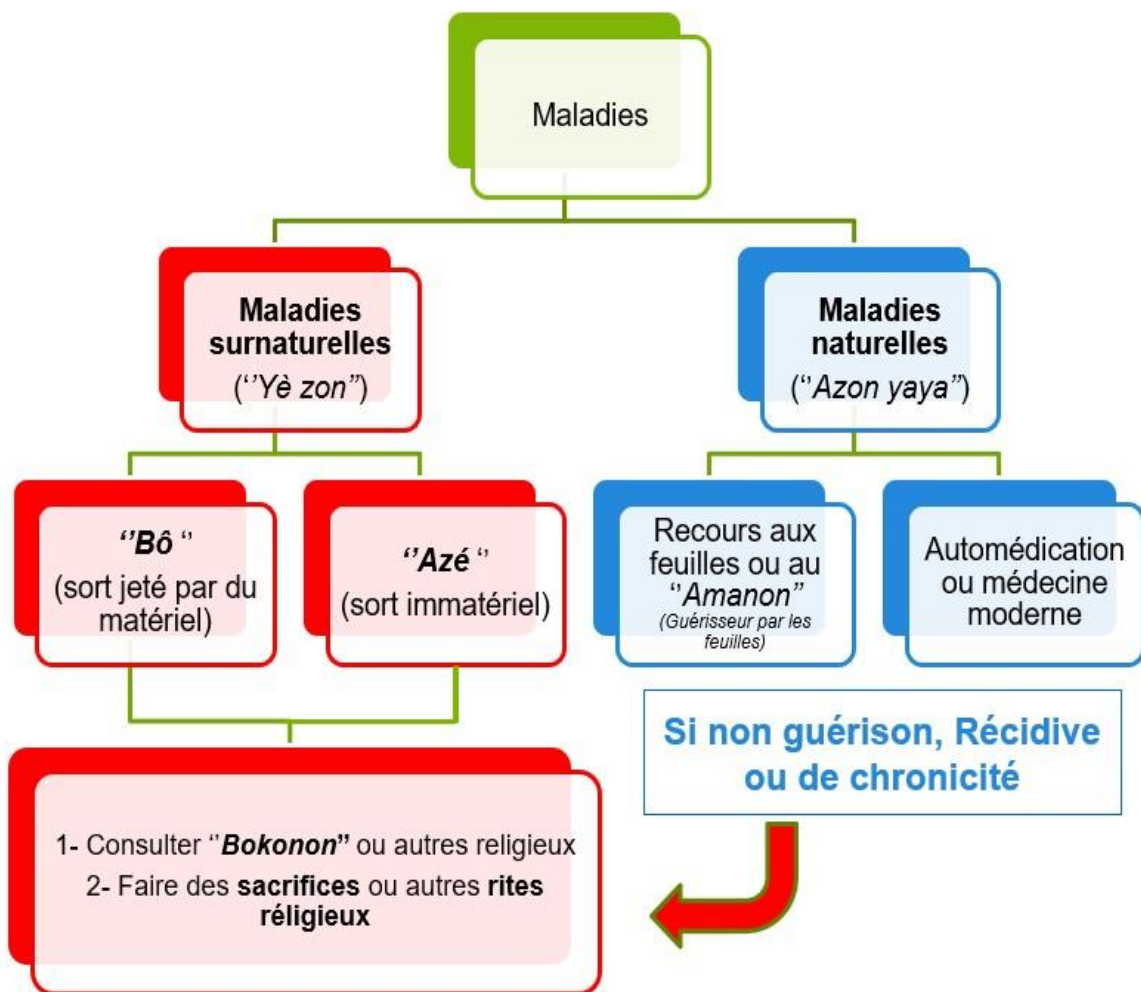 Maladies
Maladies
surnaturelles
(‘’Yè zon’’)
Maladies
naturelles
(‘‘Azon yaya’’)
‘’Bô ‘‘
(sort jeté par du
matériel)
‘’Azé ‘‘
(sort immatériel)
Recours aux
feuilles ou au
‘‘Amanon’’
(Guérisseur par les
feuilles)
Automédication
ou médecine
moderne
Si non guérison, Récidive
ou de chronicité
1- Consulter ‘‘Bokonon" ou autres religieux
2- Faire des sacrifices ou autres rites
réligieux